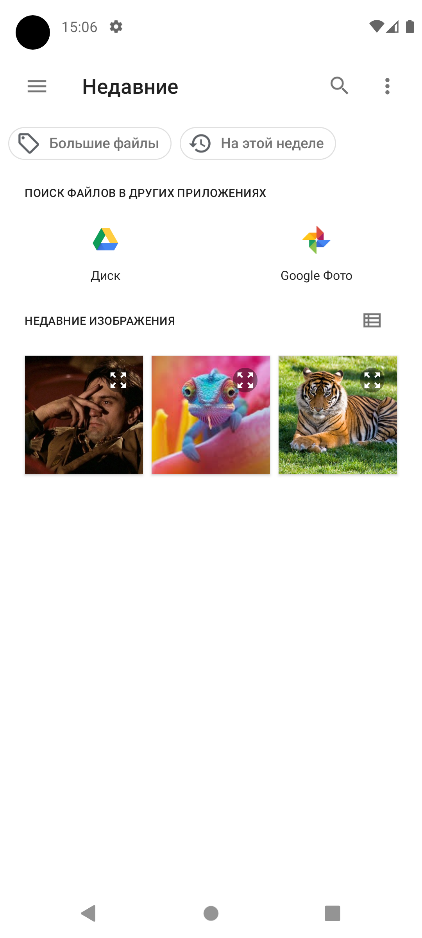 15:06
Недавние
Большие файлы
На этой неделе
ПОИСК ФАЙЛОВ В ДРУГИХ ПРИЛОЖЕНИЯХ
Диск
Google Фото
НЕДАВНИЕ ИЗОБРАЖЕНИЯ